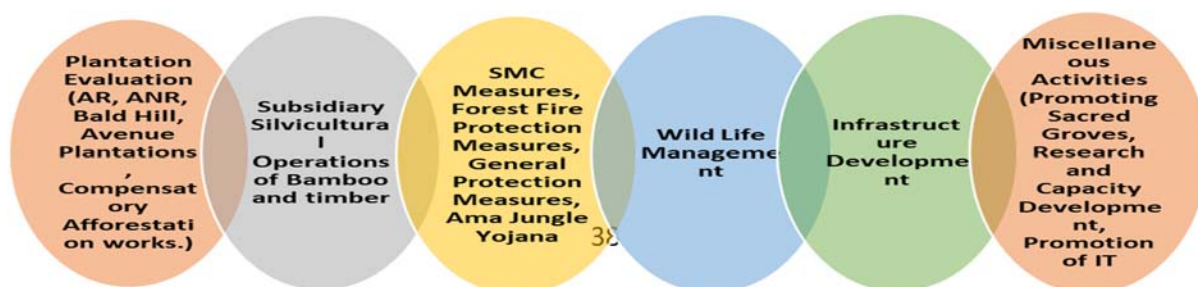 Plantation
Evaluation
(AR, ANR,
Bald Hill,
Avenue
Plantations
,
Compensat
ory
Afforestati
on works.)
Subsidiary
Silvicultura
l
Operations
of Bamboo
and timber
SMC
Measures,
Forest Fire
Protection
Measures,
General
Protection
Measures,
Ama Jungle
Yojana
38
Wild Life
Manageme
nt
Infrastruct
ure
Developme
nt
Miscellane
ous
Activities
(Promoting
Sacred
Groves,
Research
and
Capacity
Developme
nt,
Promotion
of IT